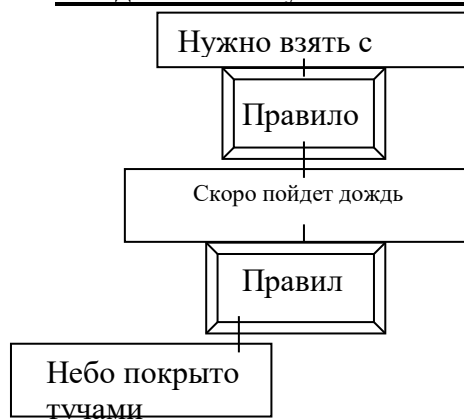 Нужно взять с
Правило
Скоро пойдет дождь
Правил
Небо покрыто
тучами